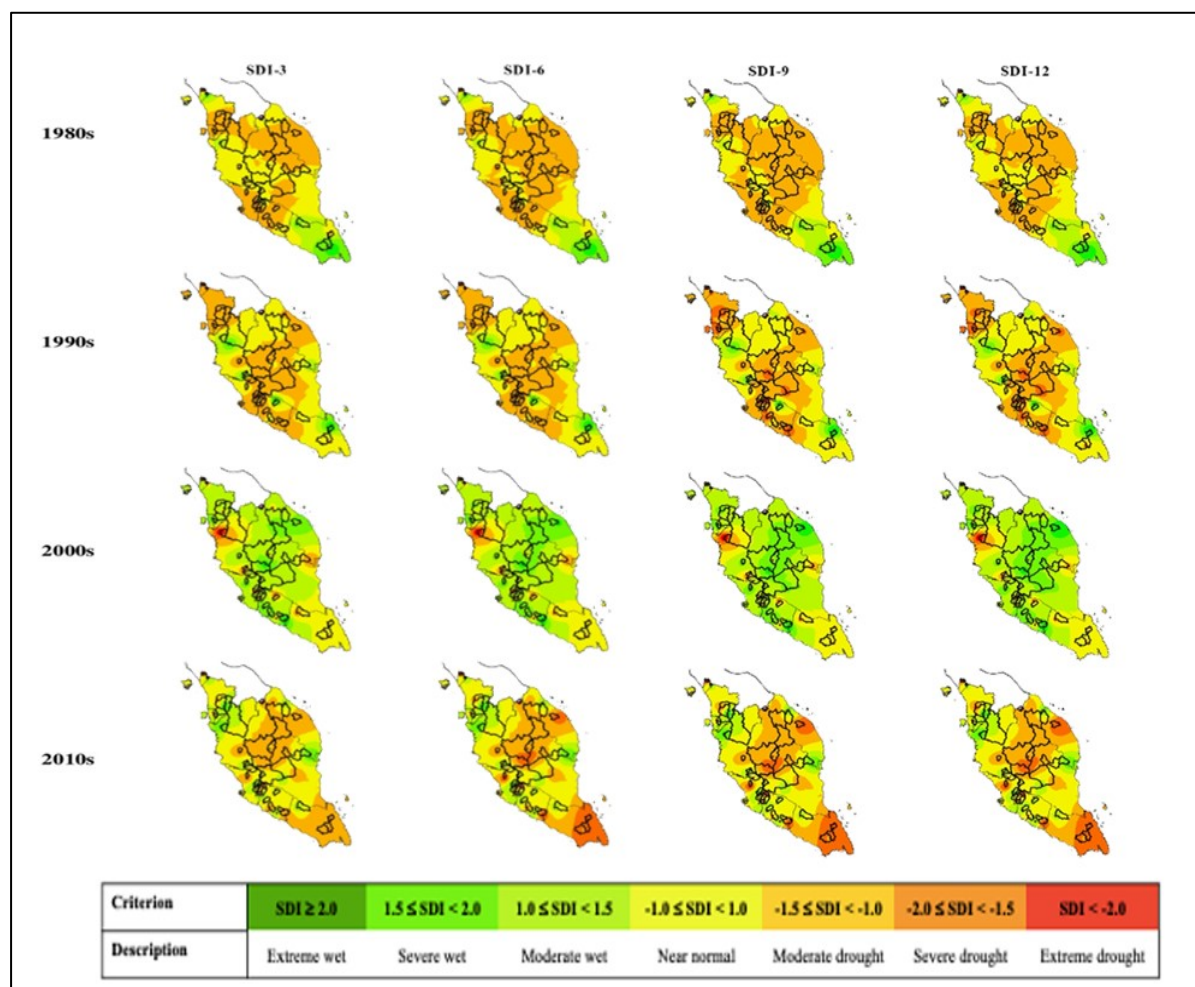 SDI-3 SDI-6 SDI-9 SDI-12
1980s
1990s
2000s
2010s
Criterion SDI ≥ 2.0 1.5 ≤ SDI < 2.0 1.0 ≤ SDI < 1.5 -1.0 ≤ SDI < 1.0 -1.5 ≤ SDI < -1.0 -2.0 ≤ SDI < -1.5 SDI < -2.0
Description Extreme wet Severe wet Moderate wet Near normal Moderate drought Severe drought Extreme drought